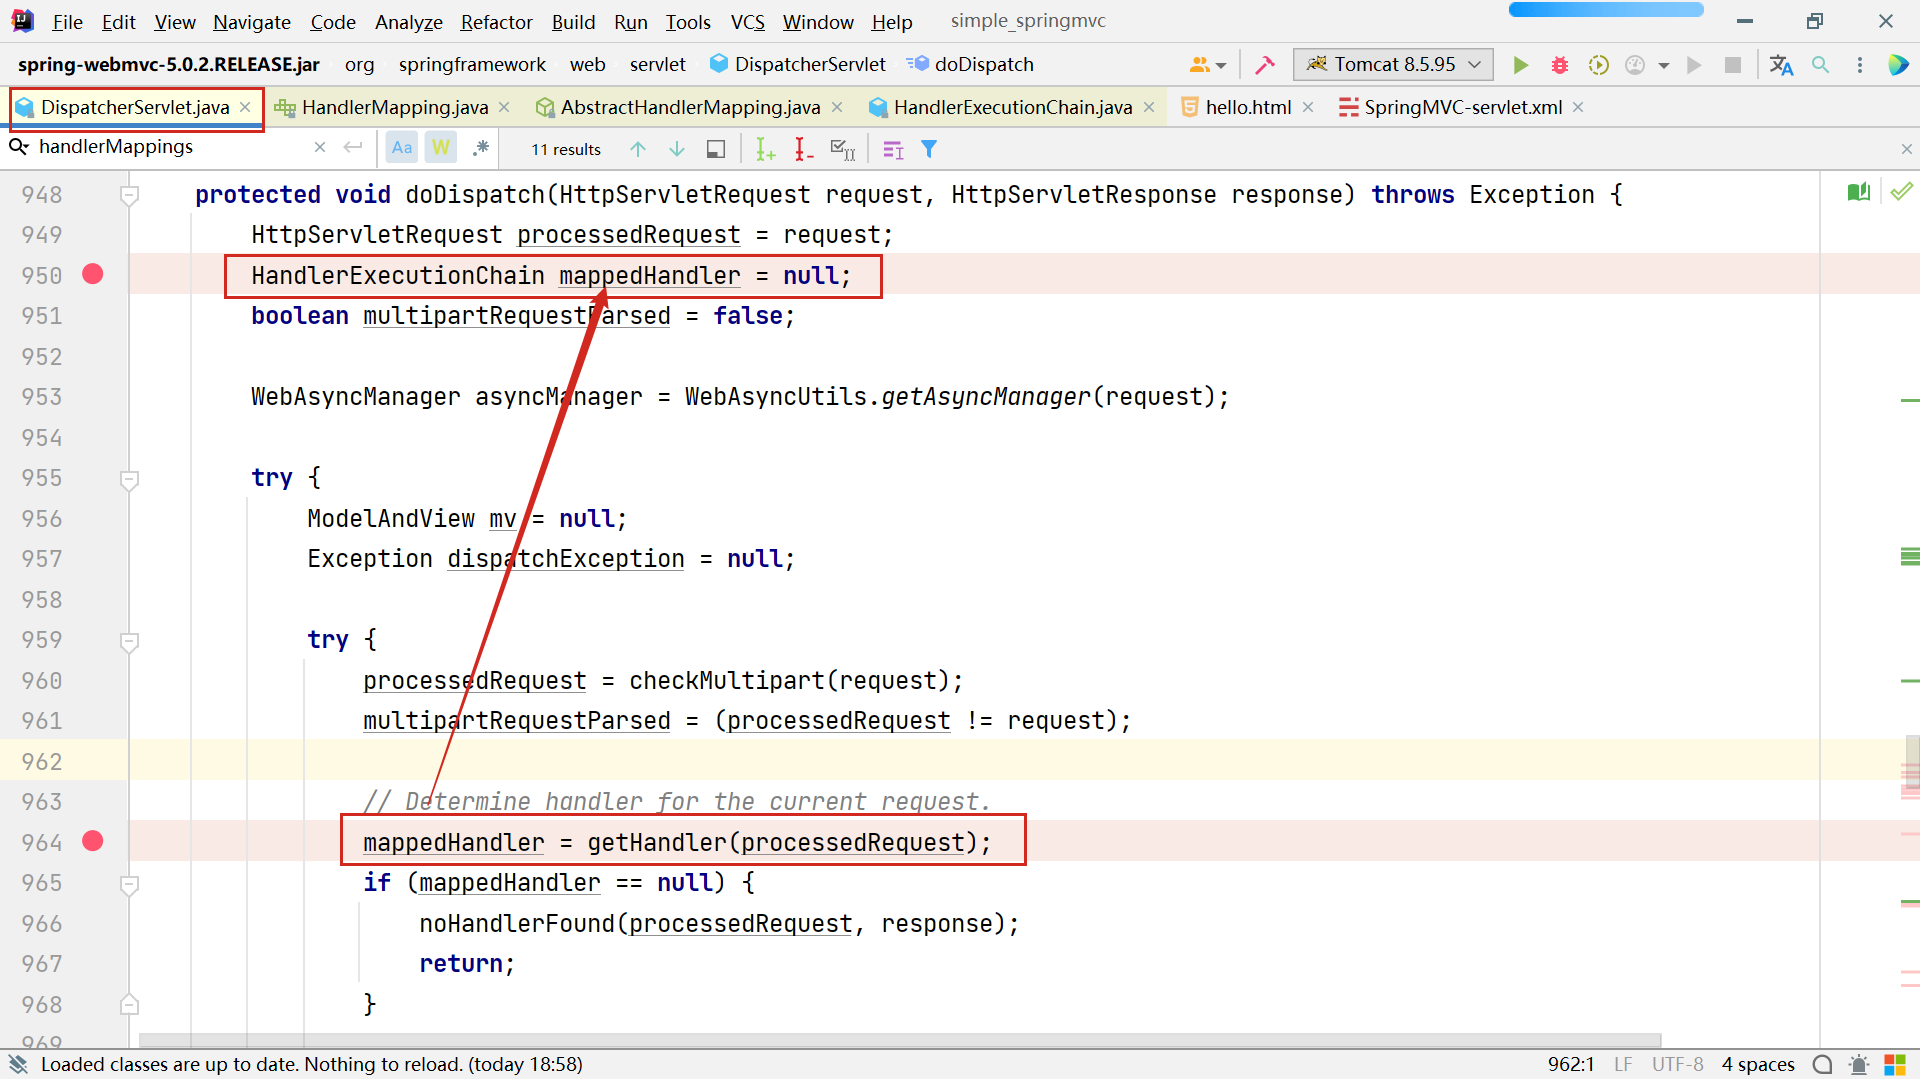 File Edit View Navigate Code Analyze Refactor Build Run Tools VCS Window Help simple_springmvc
spring-webmvc-5.0.2.RELEASE.jar org springframework web servlet DispatcherServlet doDispatch Tomcat 8.5.95
DispatcherServlet.java HandlerMapping.java AbstractHandlerMapping.java HandlerExecutionChain.java hello.html SpringMVC-servlet.xml
handlerMappings Aa W .* 11 results
948 protected void doDispatch(HttpServletRequest request, HttpServletResponse response) throws Exception {
949 HttpServletRequest processedRequest = request;
950 HandlerExecutionChain mappedHandler = null;
951 boolean multipartRequestParsed = false;
952
953 WebAsyncManager asyncManager = WebAsyncUtils.getAsyncManager(request);
954
955 try {
956 ModelAndView mv = null;
957 Exception dispatchException = null;
958
959 try {
960 processedRequest = checkMultipart(request);
961 multipartRequestParsed = (processedRequest != request);
962
963 // Determine handler for the current request.
964 mappedHandler = getHandler(processedRequest);
965 if (mappedHandler == null) {
966 noHandlerFound(processedRequest, response);
967 return;
968 }
969
Loaded classes are up to date. Nothing to reload. (today 18:58) 962:1 LF UTF-8 4 spaces